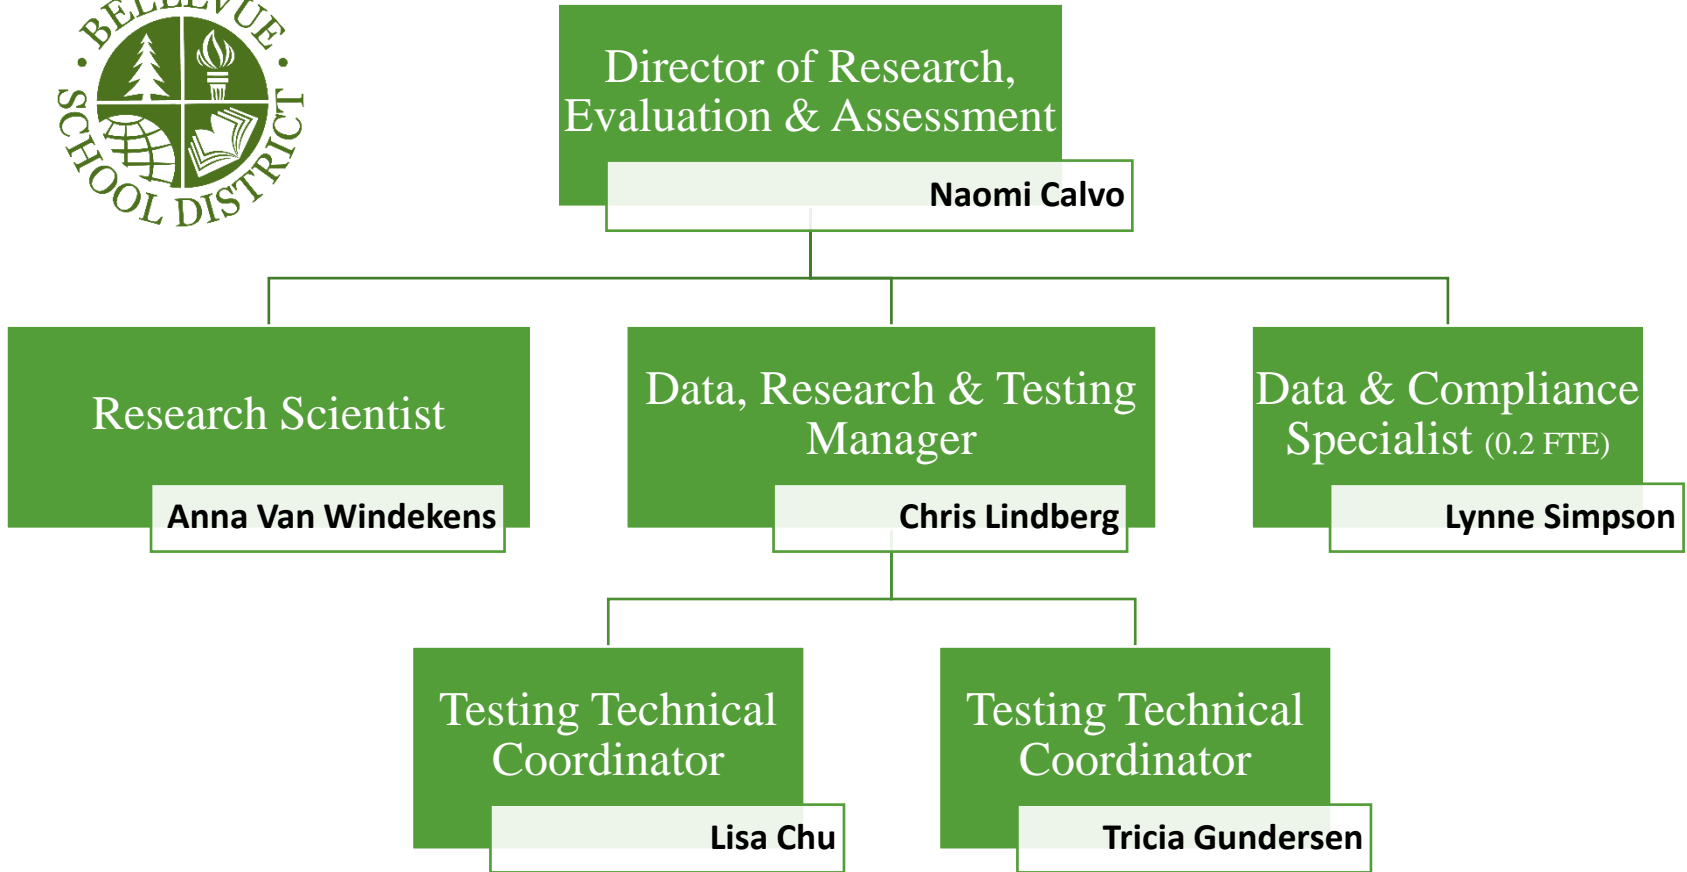 BELLEVUE
SCHOOL DISTRICT
Director of Research,
Evaluation & Assessment
Naomi Calvo
Research Scientist
Anna Van Windekens
Data, Research & Testing
Manager
Chris Lindberg
Data & Compliance
Specialist (0.2 FTE)
Lynne Simpson
Testing Technical
Coordinator
Lisa Chu
Testing Technical
Coordinator
Tricia Gundersen